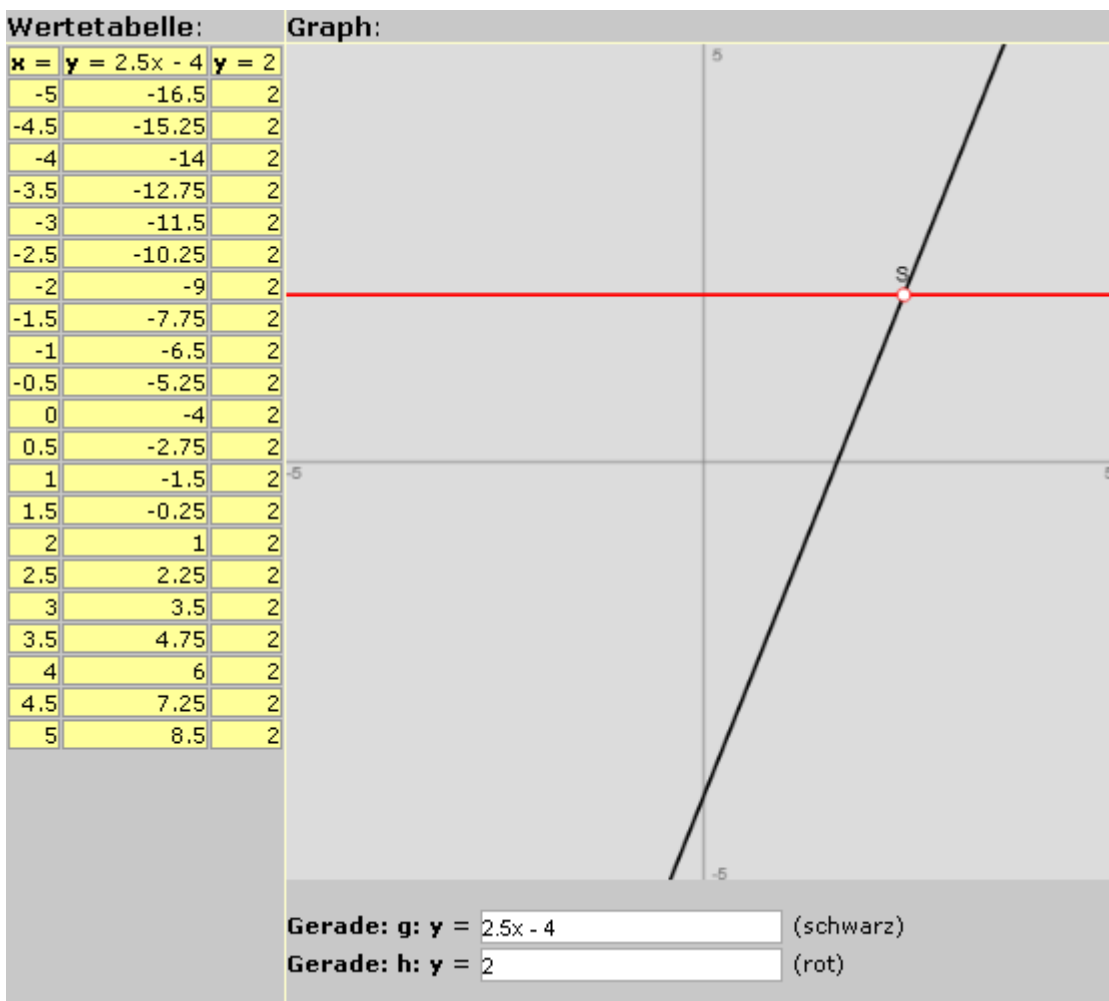 Wertetabelle:
x = y = 2.5x - 4 y = 2
-5 -16.5 2
-4.5 -15.25 2
-4 -14 2
-3.5 -12.75 2
-3 -11.5 2
-2.5 -10.25 2
-2 -9 2
-1.5 -7.75 2
-1 -6.5 2
-0.5 -5.25 2
0 -4 2
0.5 -2.75 2
1 -1.5 2
1.5 -0.25 2
2 1 2
2.5 2.25 2
3 3.5 2
3.5 4.75 2
4 6 2
4.5 7.25 2
5 8.5 2
Graph:
5
S
-5 5
-5
Gerade: g: y = 2.5x - 4 (schwarz)
Gerade: h: y = 2 (rot)